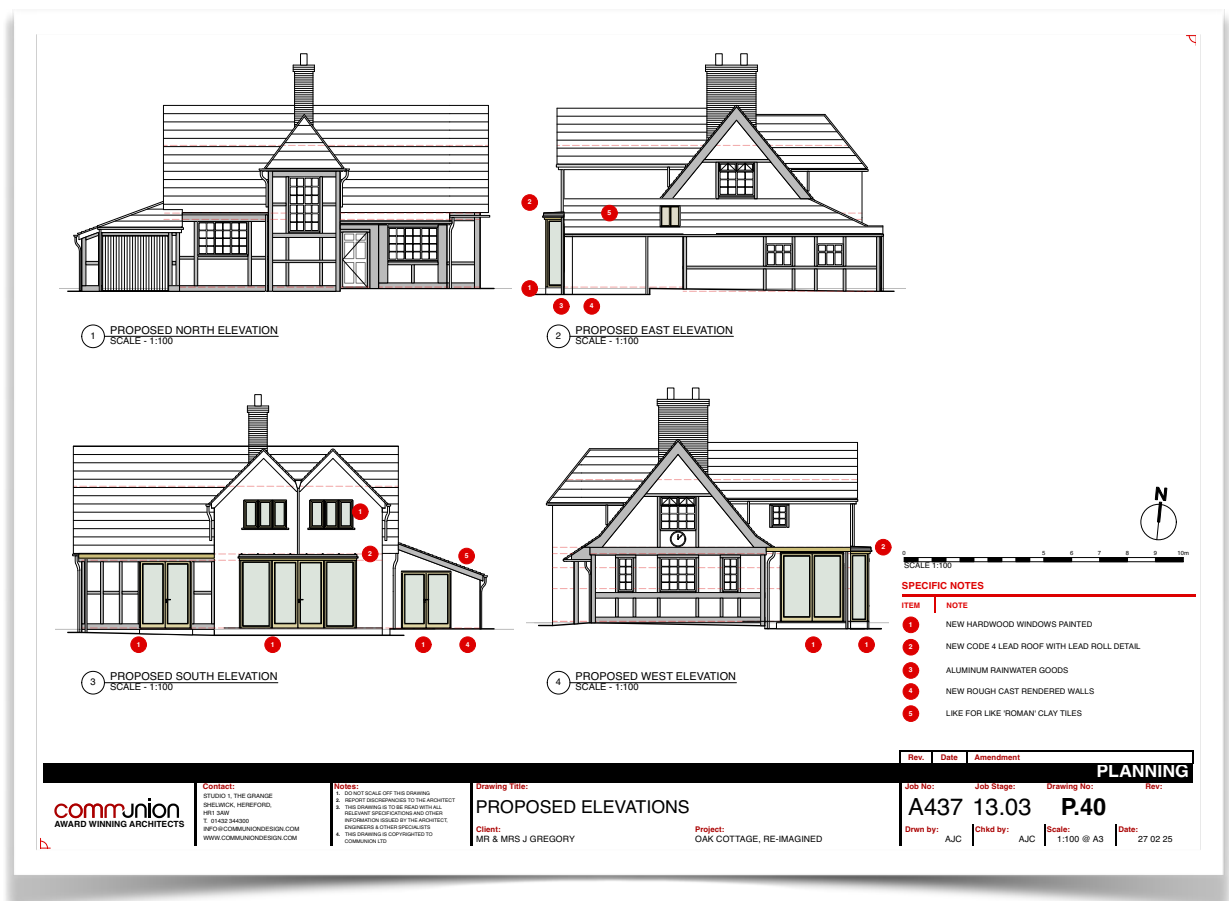 2
5
1
3
4
1
PROPOSED NORTH ELEVATION
SCALE - 1:100
2
PROPOSED EAST ELEVATION
SCALE - 1:100
1
2
5
1
1
1
4
3
PROPOSED SOUTH ELEVATION
SCALE - 1:100
2
1
1
4
PROPOSED WEST ELEVATION
SCALE - 1:100
N
0 5 6 7 8 9 10m
SCALE 1:100
SPECIFIC NOTES
ITEM NOTE
1 NEW HARDWOOD WINDOWS PAINTED
2 NEW CODE 4 LEAD ROOF WITH LEAD ROLL DETAIL
3 ALUMINUM RAINWATER GOODS
4 NEW ROUGH CAST RENDERED WALLS
5 LIKE FOR LIKE 'ROMAN' CLAY TILES
Rev. Date Amendment
PLANNING
communion
AWARD WINNING ARCHITECTS
Contact:
STUDIO 1, THE GRANGE
SHELWICK, HEREFORD,
HR1 3AW
T. 01432 344300
INFO@COMMUNIONDESIGN.COM
WWW.COMMUNIONDESIGN.COM
Notes:
1. DO NOT SCALE OFF THIS DRAWING
2. REPORT DISCREPANCIES TO THE ARCHITECT
3. THIS DRAWING IS TO BE READ WITH ALL
RELEVANT SPECIFICATIONS AND OTHER
INFORMATION ISSUED BY THE ARCHITECT,
ENGINEERS & OTHER SPECIALISTS
4. THIS DRAWING IS COPYRIGHTED TO
COMMUNION LTD
Drawing Title:
PROPOSED ELEVATIONS
Client:
MR & MRS J GREGORY
Project:
OAK COTTAGE, RE-IMAGINED
Job No: Job Stage: Drawing No: Rev:
A437 13.03 P.40
Drwn by: Chkd by: Scale: Date:
AJC AJC 1:100 @ A3 27 02 25